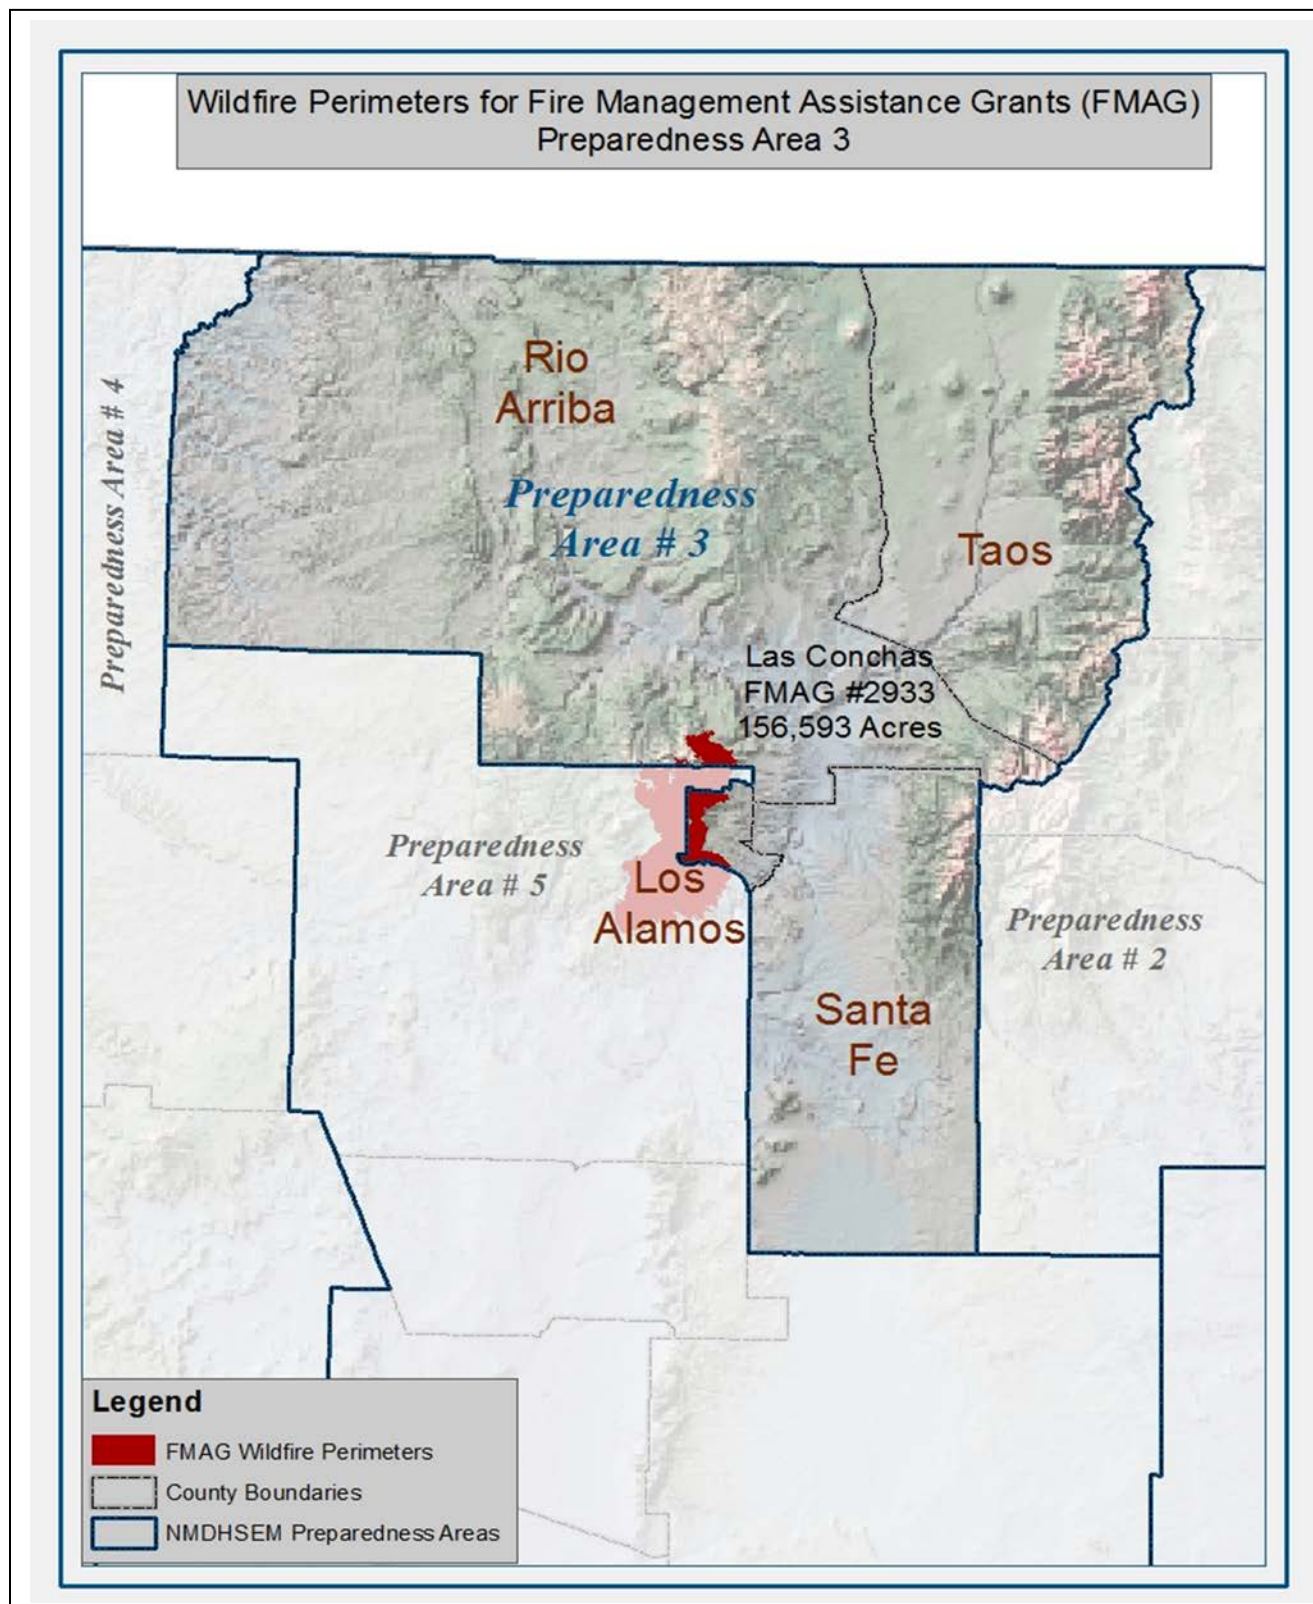 Wildfire Perimeters for Fire Management Assistance Grants (FMAG)
Preparedness Area 3
Rio
Arriba
Preparedness Area # 4
Preparedness
Area # 3
Taos
Las Conchas
FMAG #2933
156,593 Acres
Preparedness
Area # 5
Los
Alamos
Preparedness
Area # 2
Santa
Fe
Legend
FMAG Wildfire Perimeters
County Boundaries
NMDHSEM Preparedness Areas